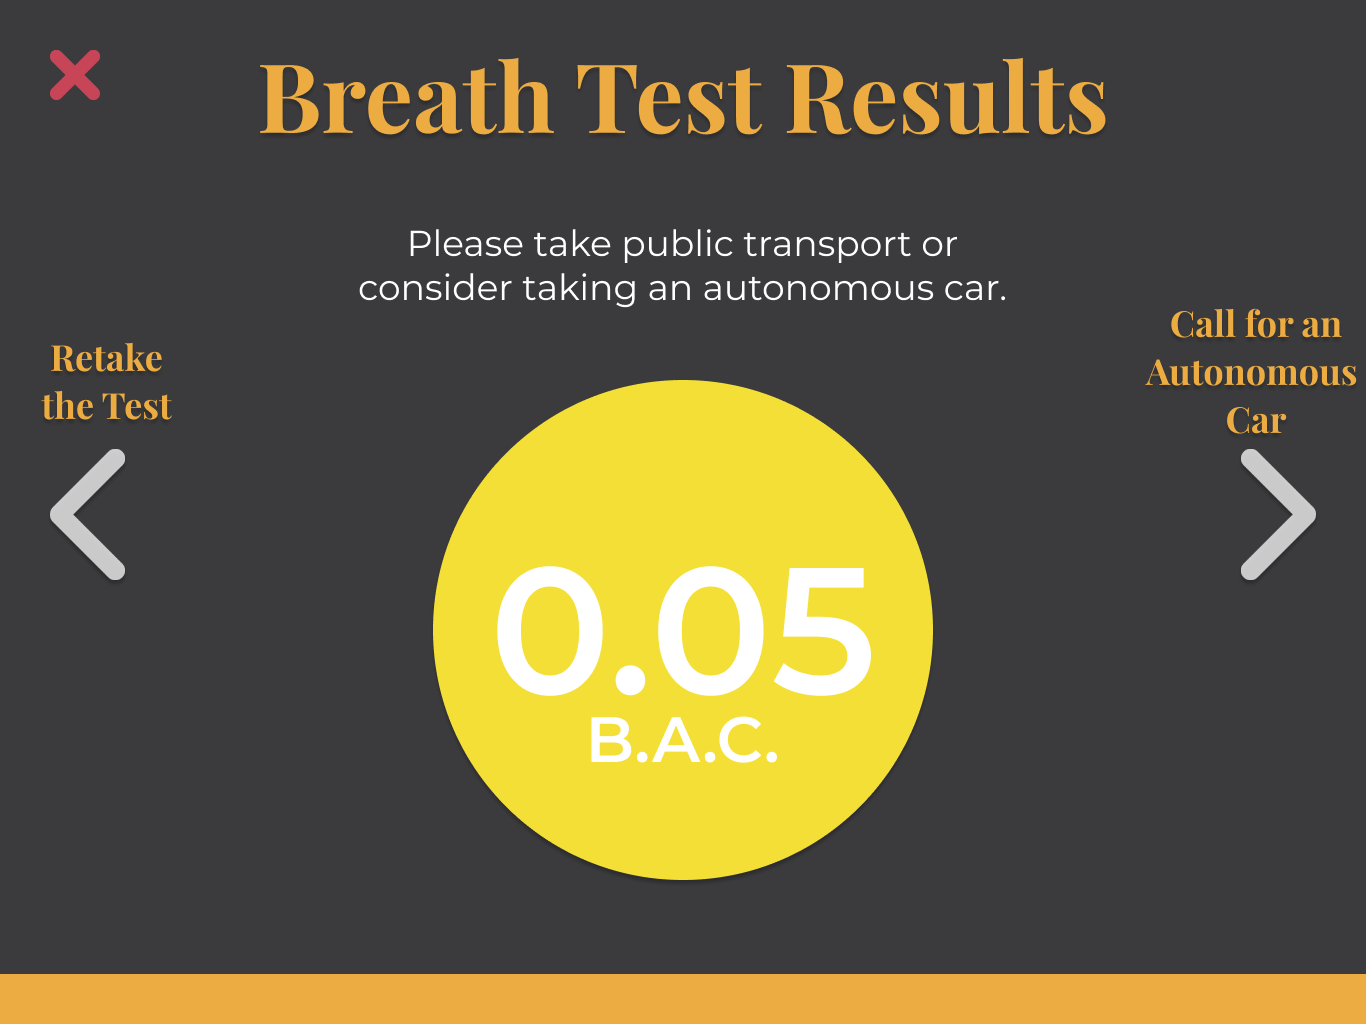 Breath Test Results
Please take public transport or
consider taking an autonomous car.
Retake
the Test
Call for an
Autonomous
Car
0.05
B.A.C.